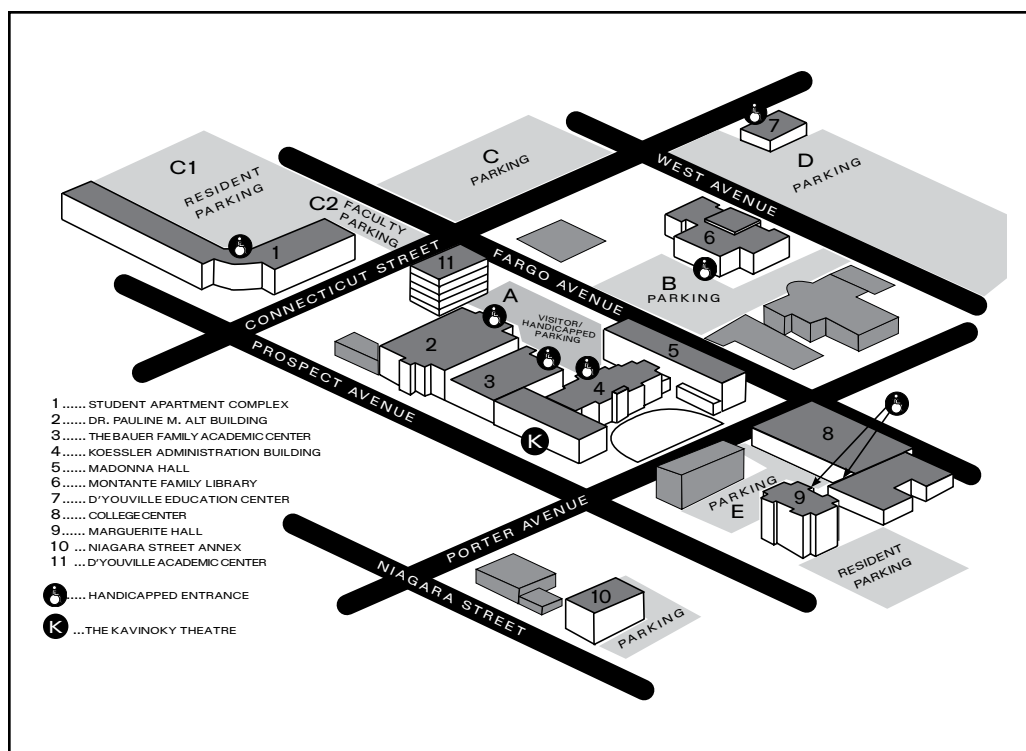 C1
RESIDENT
PARKING
C2 FACULTY
PARKING
C
PARKING
7
D
PARKING
WEST AVENUE
6
1
11
CONNECTICUT STREET
FARGO AVENUE
B
PARKING
A
VISITOR/
HANDICAPPED
PARKING
2
3
4
5
PROSPECT AVENUE
K
8
PARKING
E
9
PORTER AVENUE
RESIDENT
PARKING
NIAGARA STREET
10
PARKING
1 ...... STUDENT APARTMENT COMPLEX
2 ...... DR. PAULINE M. ALT BUILDING
3 ...... THE BAUER FAMILY ACADEMIC CENTER
4 ...... KOESSLER ADMINISTRATION BUILDING
5 ...... MADONNA HALL
6 ...... MONTANTE FAMILY LIBRARY
7 ...... D'YOUVILLE EDUCATION CENTER
8 ...... COLLEGE CENTER
9 ...... MARGUERITE HALL
10 ... NIAGARA STREET ANNEX
11 ... D'YOUVILLE ACADEMIC CENTER
..... HANDICAPPED ENTRANCE
K ...THE KAVINOKY THEATRE